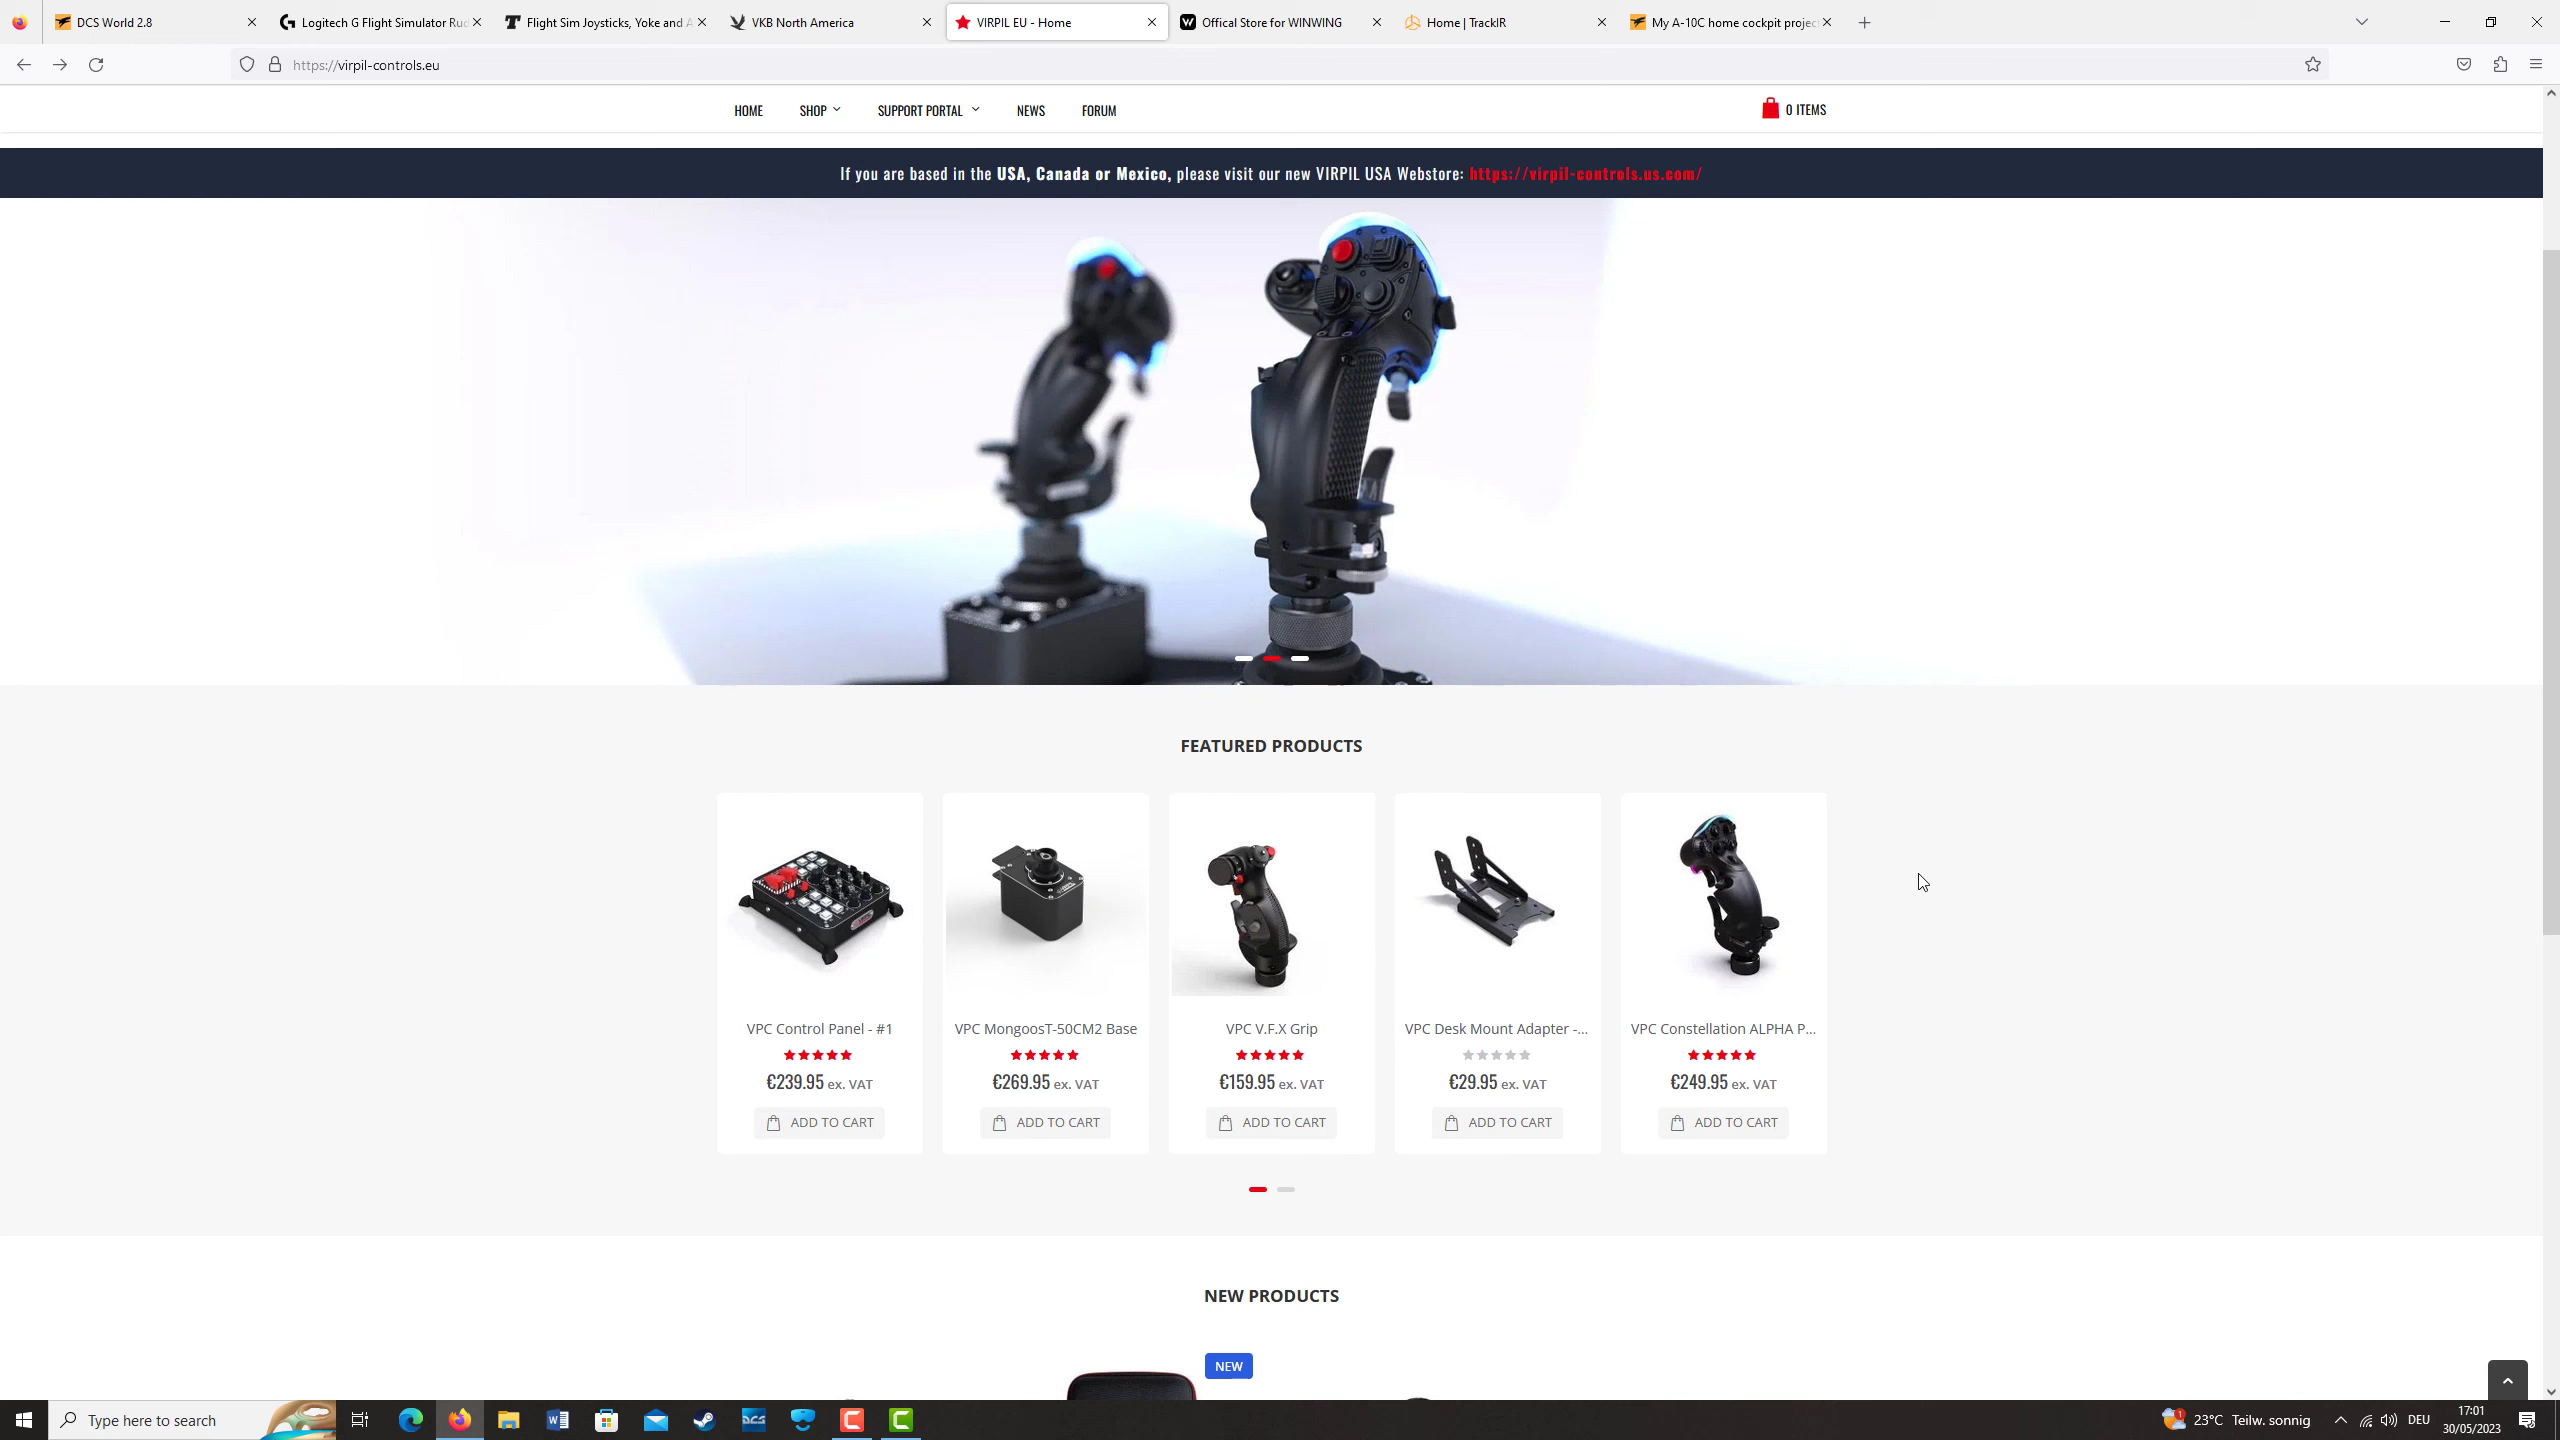 DCS World 2.8
Logitech G Flight Simulator Rud
Flight Sim Joysticks, Yoke and A
VKB North America
VIRPIL EU - Home
Offical Store for WINWING
Home | TrackIR
My A-10C home cockpit project
https://virpil-controls.eu
HOME SHOP SUPPORT PORTAL NEWS FORUM
0 ITEMS
If you are based in the USA, Canada or Mexico, please visit our new VIRPIL USA Webstore: https://virpil-controls.us.com/
FEATURED PRODUCTS
VPC Control Panel - #1
€239.95 ex. VAT
ADD TO CART
VPC MongoosT-50CM2 Base
€269.95 ex. VAT
ADD TO CART
VPC V.F.X Grip
€159.95 ex. VAT
ADD TO CART
VPC Desk Mount Adapter -...
€29.95 ex. VAT
ADD TO CART
VPC Constellation ALPHA P...
€249.95 ex. VAT
ADD TO CART
NEW PRODUCTS
NEW
Type here to search
DCS
1
23°C Teilw. sonnig
DEU
17:01
30/05/2023